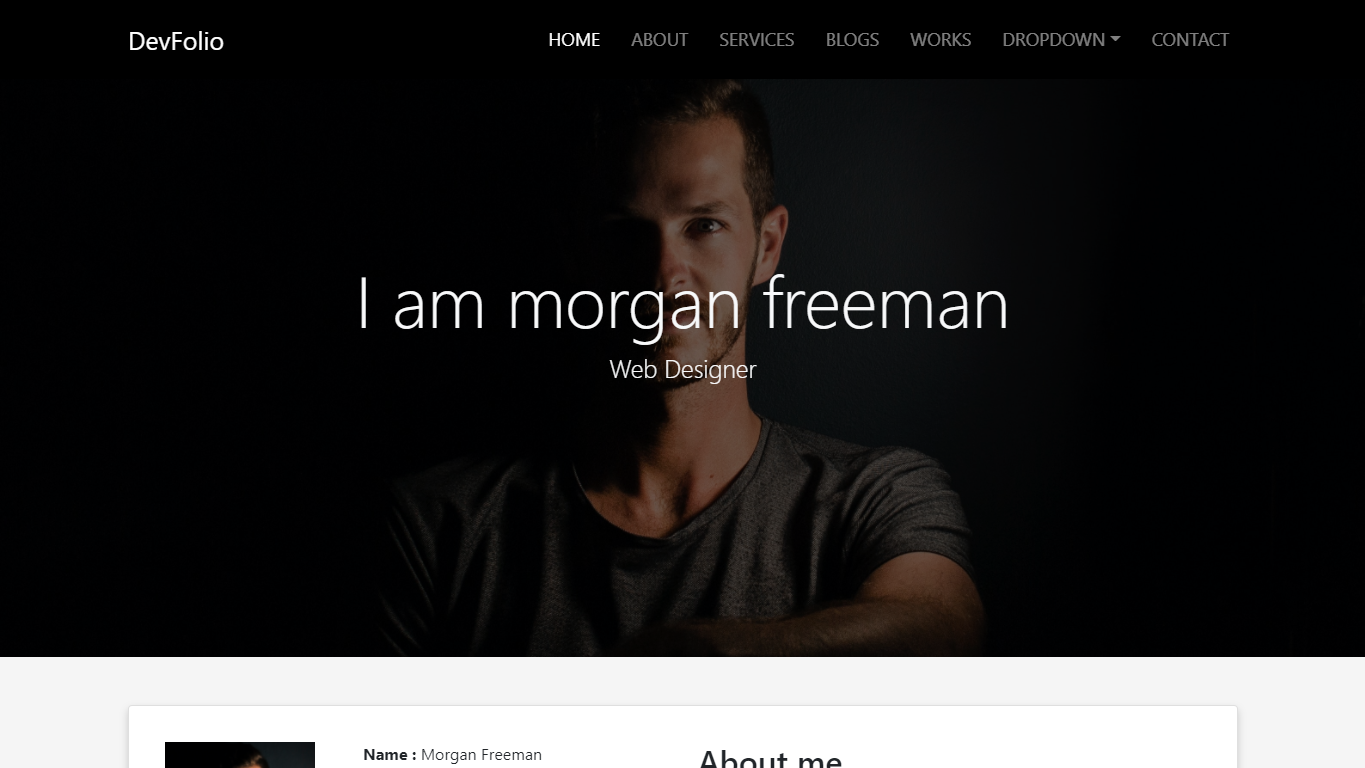 DevFolio
HOME ABOUT SERVICES BLOGS WORKS DROPDOWN CONTACT
I am morgan freeman
Web Designer
Name : Morgan Freeman
About me